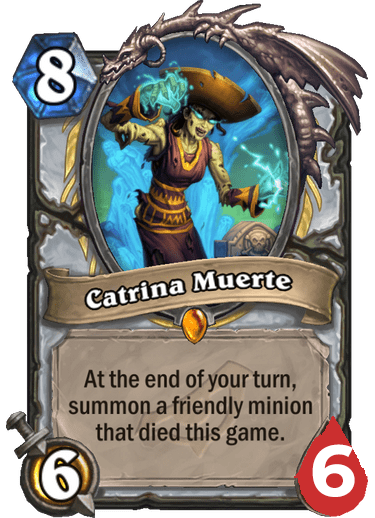 8
Catrina Muerte
At the end of your turn,
summon a friendly minion
that died this game.
6
6